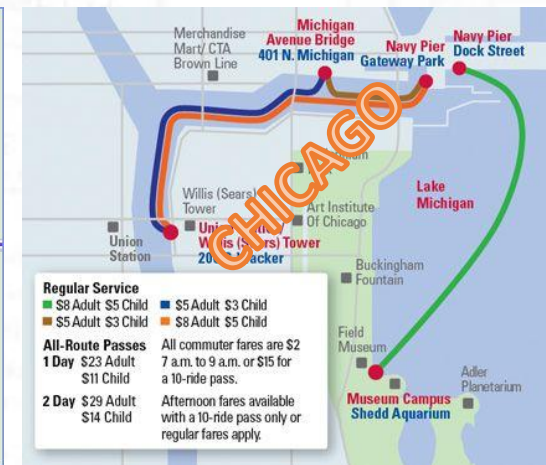 Merchandise
Mart/ CTA
Brown Line
Michigan
Avenue Bridge
401 N. Michigan
Navy Pier
Gateway Park
Navy Pier
Dock Street
CHICAGO
Lake
Michigan
Willis (Sears)
Tower
Art Institute
Of Chicago
Union
Station
Willis (Sears) Tower
Buckingham
Fountain
Field
Museum
Adler
Planetarium
Museum Campus
Shedd Aquarium
Regular Service
$8 Adult $5 Child
$5 Adult $3 Child
$5 Adult $3 Child
$8 Adult $5 Child
All-Route Passes
1 Day $23 Adult
$11 Child
2 Day $29 Adult
$14 Child
All commuter fares are $2
7 a.m. to 9 a.m. or $15 for
a 10-ride pass.
Afternoon fares available
with a 10-ride pass only or
regular fares apply.